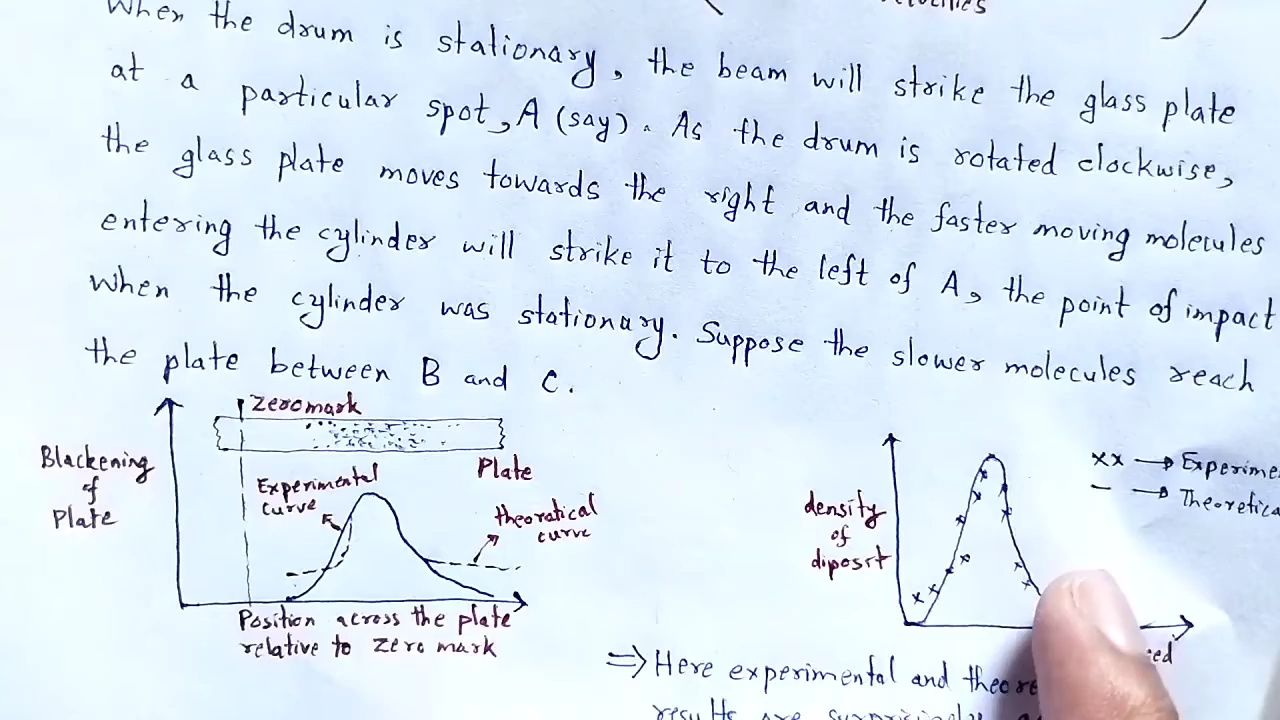 When the drum is stationary, the beam will strike the glass plate
at a particular spot, A (say). As the drum is rotated clockwise,
the glass plate moves towards the right and the faster moving molecules
entering the cylinder will strike it to the left of A, the point of impact
when the cylinder was stationary. Suppose the slower molecules reach
the plate between B and C.
Zero mark
Plate
Blackening
of
Plate
Experimental
curve
theoratical
curve
Position across the plate
relative to zero mark
density
of
diposit
xx → Experime
— → Theoretica
⇒ Here experimental and theore
results are surprisingly